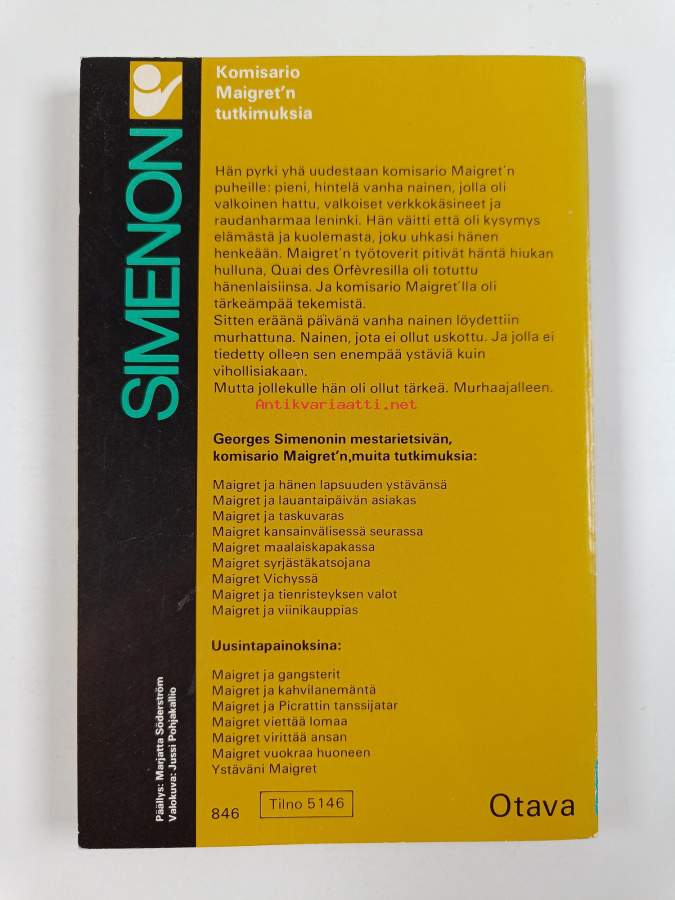 SIMENON
Komisario
Maigret'n
tutkimuksia
Hän pyrki yhä uudestaan komisario Maigret'n
puheille: pieni, hintelä vanha nainen, jolla oli
valkoinen hattu, valkoiset verkkokäsineet ja
raudanharmaa leninki. Hän väitti että oli kysymys
elämästä ja kuolemasta, joku uhkasi hänen
henkeään. Maigret'n työtoverit pitivät häntä hiukan
hulluna, Quai des Orfèvresilla oli totuttu
hänenlaisiinsa. Ja komisario Maigret'lla oli
tärkeämpää tekemistä.
Sitten eräänä päivänä vanha nainen löydettiin
murhattuna. Nainen, jota ei ollut uskottu. Ja jolla ei
tiedetty olleen sen enempää ystäviä kuin
vihollisiakaan.
Mutta jollekulle hän oli ollut tärkeä. Murhaajalleen.
Antikvariaatti.net
Georges Simenonin mestarietsivän,
komisario Maigret'n,muita tutkimuksia:
Maigret ja hänen lapsuuden ystävänsä
Maigret ja lauantaipäivän asiakas
Maigret ja taskuvaras
Maigret kansainvälisessä seurassa
Maigret maalaiskapakassa
Maigret syrjästäkatsojana
Maigret Vichyssä
Maigret ja tienristeyksen valot
Maigret ja viinikauppias
Uusintapainoksina:
Maigret ja gangsterit
Maigret ja kahvilanemäntä
Maigret ja Picrattin tanssijatar
Maigret viettää lomaa
Maigret virittää ansan
Maigret vuokraa huoneen
Ystäväni Maigret
Päällys: Marjatta Söderström
Valokuva: Jussi Pohjakallio
846
Tilno 5146
Otava